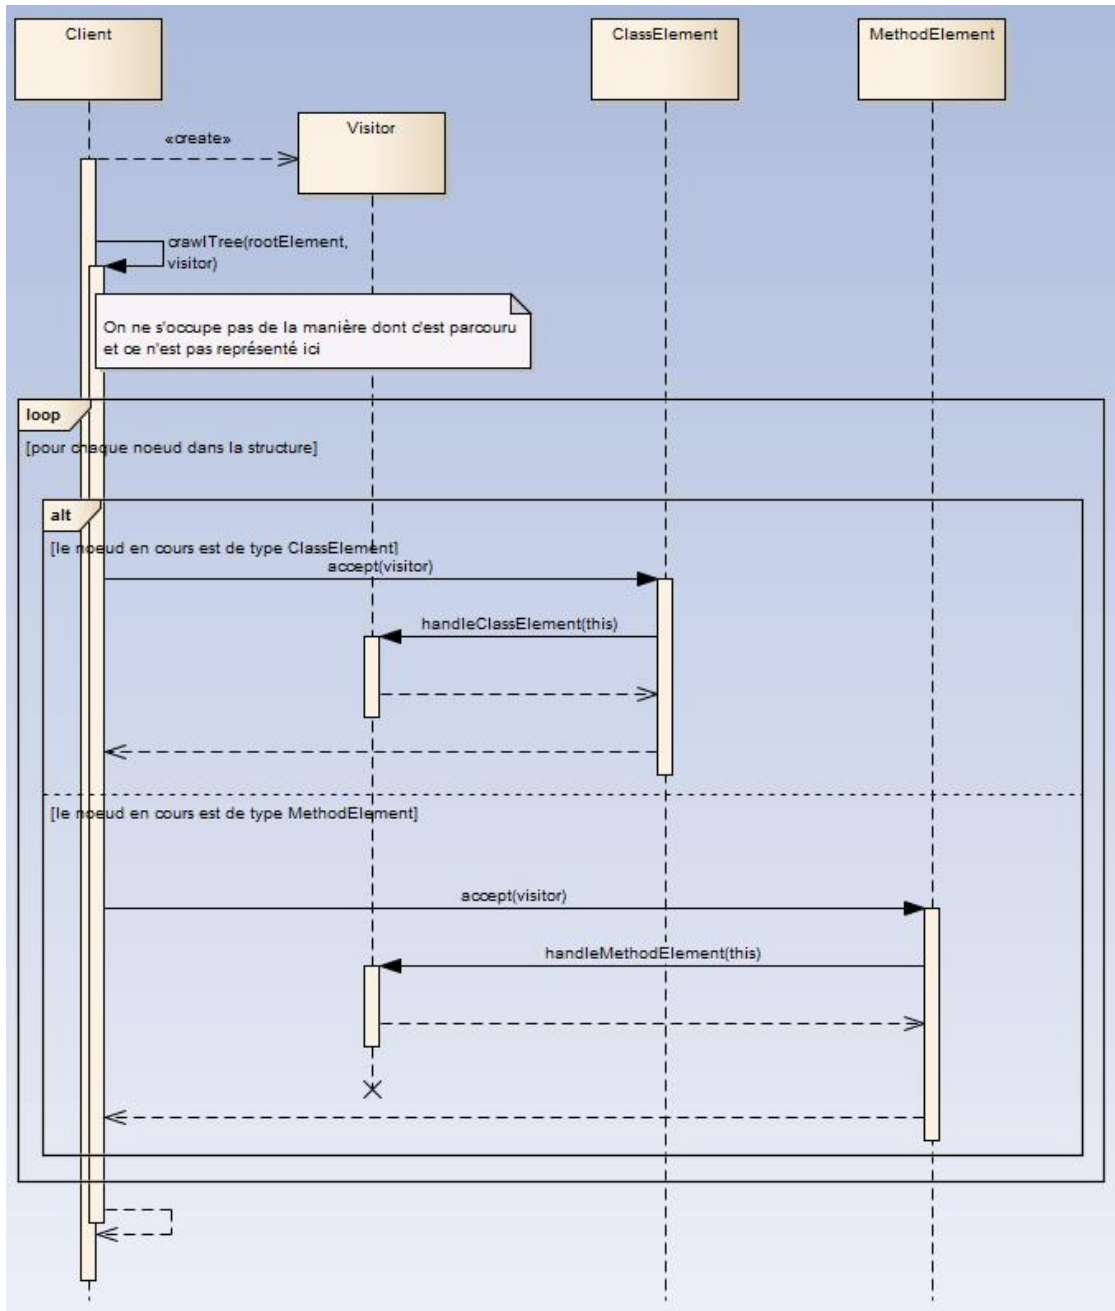 Client
ClassElement
MethodElement
Visitor
«create»
crawlTree(rootElement,
visitor)
On ne s'occupe pas de la manière dont c'est parcouru
et ce n'est pas représenté ici
loop
[pour chaque noeud dans la structure]
alt
[le noeud en cours est de type ClassElement]
accept(visitor)
handleClassElement(this)
[le noeud en cours est de type MethodElement]
accept(visitor)
handleMethodElement(this)